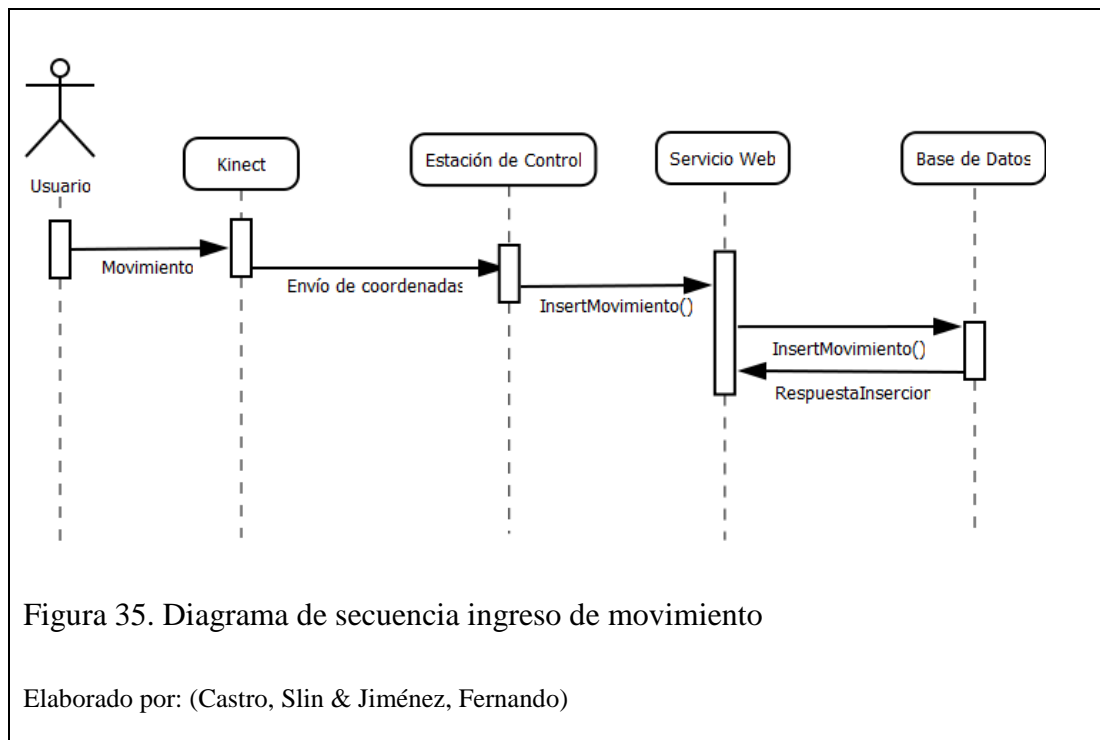 Usuario
Kinect
Estación de Control
Servicio Web
Base de Datos
Movimiento
Envío de coordenadas
InsertMovimiento()
InsertMovimiento()
RespuestaInsercior
Figura 35. Diagrama de secuencia ingreso de movimiento
Elaborado por: (Castro, Slin & Jiménez, Fernando)